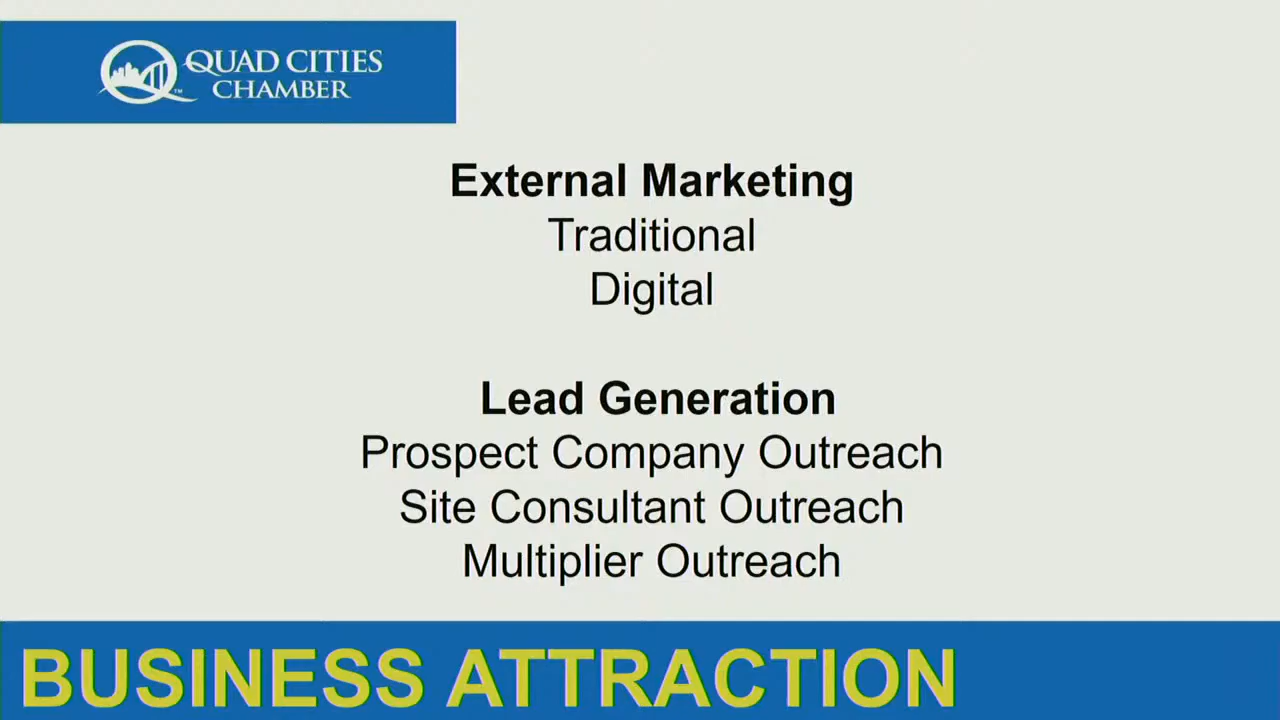 QUAD CITIES
CHAMBER
External Marketing
Traditional
Digital
Lead Generation
Prospect Company Outreach
Site Consultant Outreach
Multiplier Outreach
BUSINESS ATTRACTION